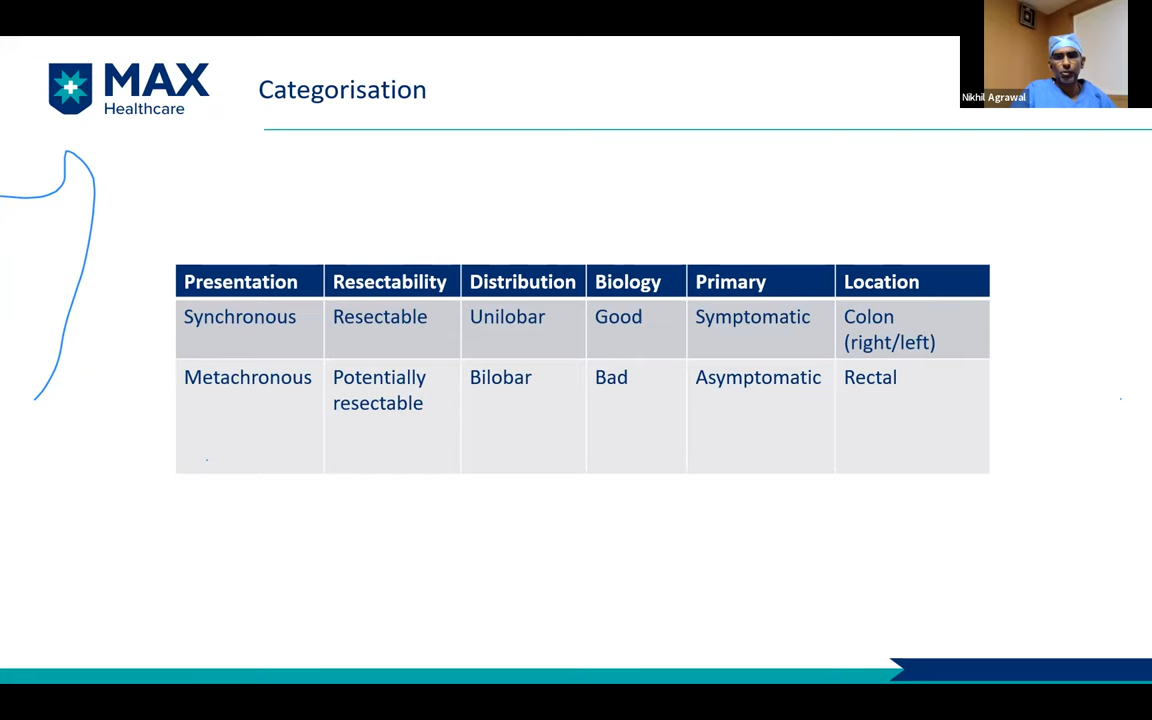 MAX
Healthcare
Categorisation
Nikhil Agrawal
Presentation Resectability Distribution Biology Primary Location
Synchronous Resectable Unilobar Good Symptomatic Colon
(right/left)
Metachronous Potentially Bilobar Bad Asymptomatic Rectal
resectable